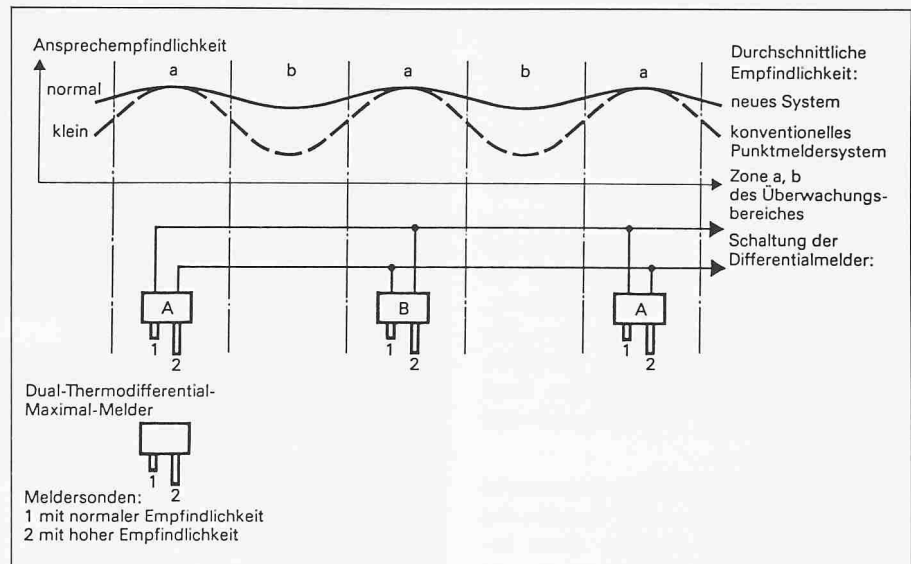 Ansprechempfindlichkeit
normal
klein
a
b
a
b
a
Durchschnittliche
Empfindlichkeit:
neues System
konventionelles
Punktmeldersystem
Zone a, b
des Überwachungs-
bereiches
Schaltung der
Differentialmelder:
A
B
A
1
2
1
2
1
2
Dual-Thermodifferential-
Maximal-Melder
1
2
Meldersonden:
1 mit normaler Empfindlichkeit
2 mit hoher Empfindlichkeit